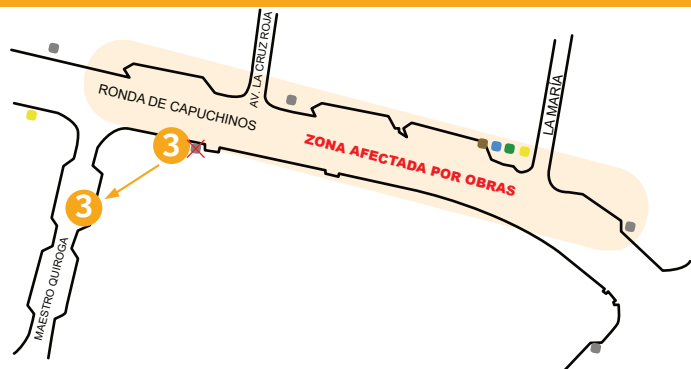 AV. LA CRUZ ROJA
LA MARÍA
RONDA DE CAPUCHINOS
ZONA AFECTADA POR OBRAS
3
3
MAESTRO QUIROGA